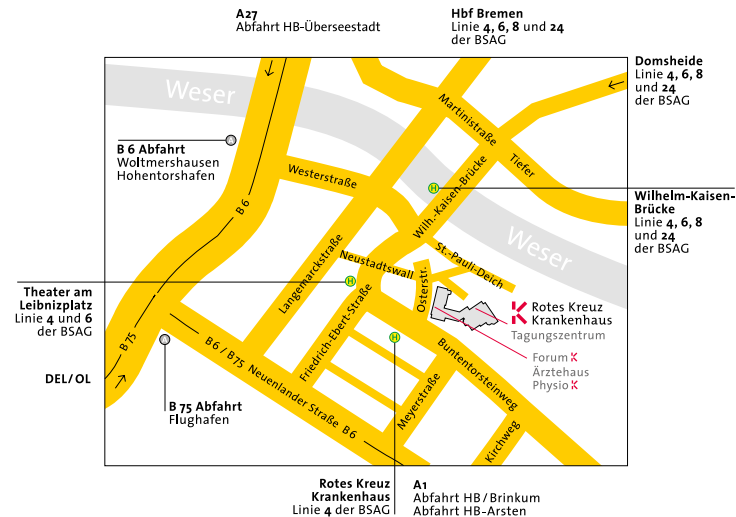 A27
Abfahrt HB-Überseestadt
Hbf Bremen
Linie 4, 6, 8 und 24
der BSAG
Domsheide
Linie 4, 6, 8
und 24
der BSAG
Weser
Martinistraße
Tiefer
B 6 Abfahrt
Woltmershausen
Hohentorshafen
Westerstraße
Wilh.-Kaisen-Brücke
B 6
Wilhelm-Kaisen-
Brücke
Linie 4, 6, 8
und 24
der BSAG
Weser
St.-Pauli-Deich
Neustadtswall
Osterstr.
Langemarckstraße
Theater am
Leibnizplatz
Linie 4 und 6
der BSAG
Friedrich-Ebert-Straße
Rotes Kreuz
Krankenhaus
Tagungszentrum
Forum K
Ärztehaus
Physio K
B 75
B 6 / B 75 Neuenlander Straße B 6
Buntentorsteinweg
Meyerstraße
Kirchweg
DEL/OL
B 75 Abfahrt
Flughafen
Rotes Kreuz
Krankenhaus
Linie 4 der BSAG
A1
Abfahrt HB/Brinkum
Abfahrt HB-Arsten
A
H
H
H
A